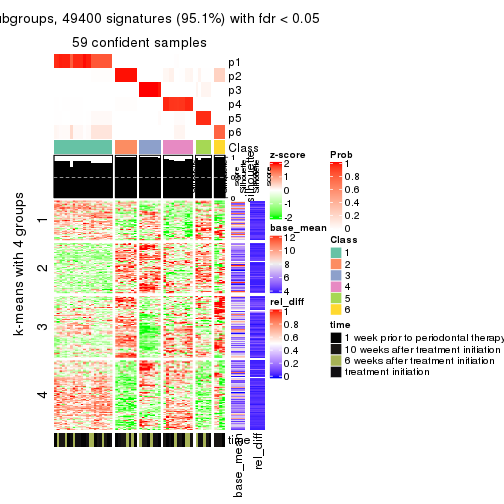 ubgroups, 49400 signatures (95.1%) with fdr < 0.05
59 confident samples
p1
p2
p3
p4
p5
p6
Class
1
0.5
0
silhouette
k-means with 4 groups
1
2
3
4
time
base_mean
rel_diff
z-score
2
1
0
-1
-2
base_mean
12
10
8
6
4
rel_diff
1
0.8
0.6
0.4
0.2
0
Prob
1
0.8
0.6
0.4
0.2
0
Class
1
2
3
4
5
6
time
1 week prior to periodontal therapy
10 weeks after treatment initiation
6 weeks after treatment initiation
treatment initiation